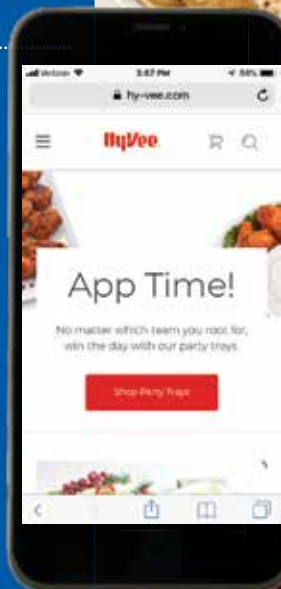 Verizon 3:47 PM
hy-vee.com
HyVee
App Time!
No matter which team you root for,
win the day with our party trays.
Shop Party Trays